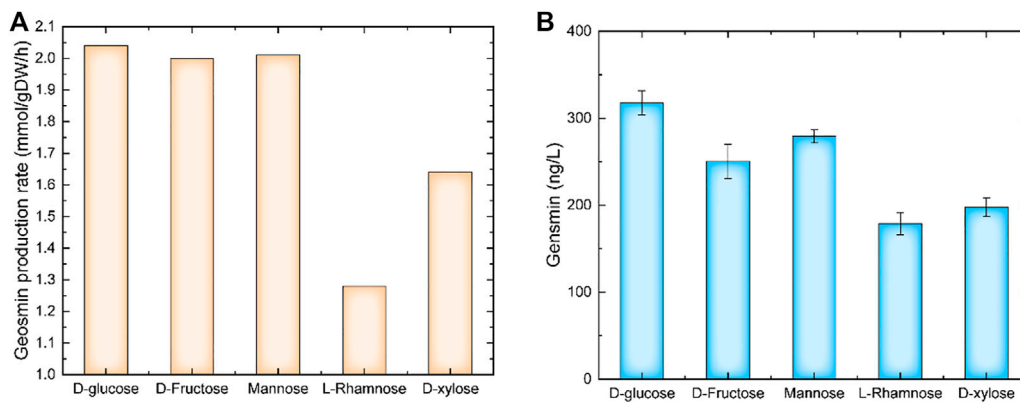 A
Geosmin production rate (mmol/gDW/h)
2.1
2.0
1.9
1.8
1.7
1.6
1.5
1.4
1.3
1.2
1.1
1.0
D-glucose D-Fructose Mannose L-Rhamnose D-xylose
B
Gensmin (ng/L)
400
300
200
100
0
D-glucose D-Fructose Mannose L-Rhamnose D-xylose